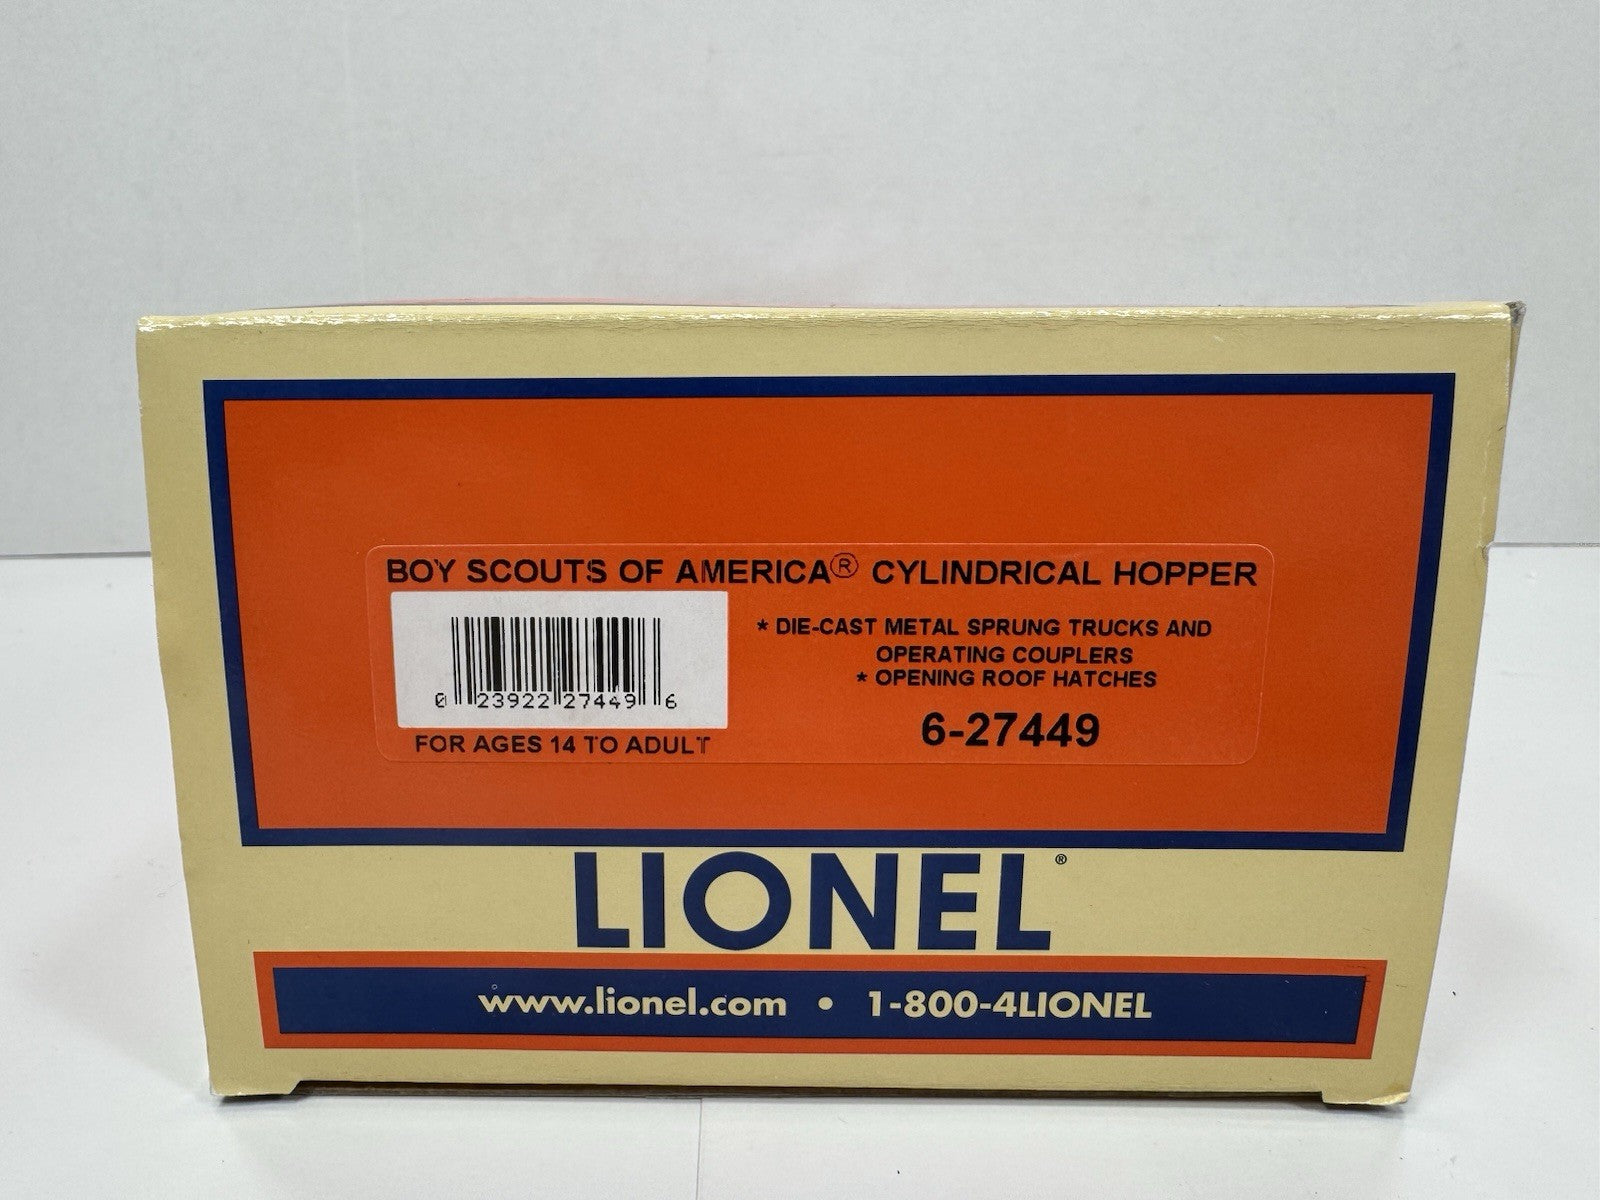 BOY SCOUTS OF AMERICA® CYLINDRICAL HOPPER
* DIE-CAST METAL SPRUNG TRUCKS AND
OPERATING COUPLERS
* OPENING ROOF HATCHES
0 23922 27449 6
FOR AGES 14 TO ADULT
6-27449
LIONEL®
www.lionel.com • 1-800-4LIONEL